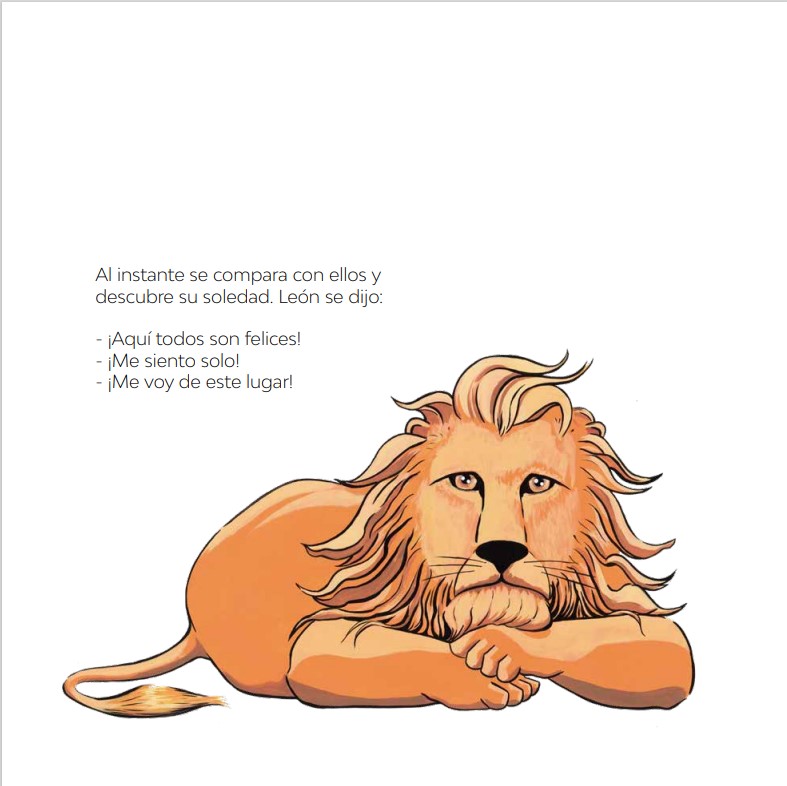 Al instante se compara con ellos y
descubre su soledad. León se dijo:
- ¡Aquí todos son felices!
- ¡Me siento solo!
- ¡Me voy de este lugar!